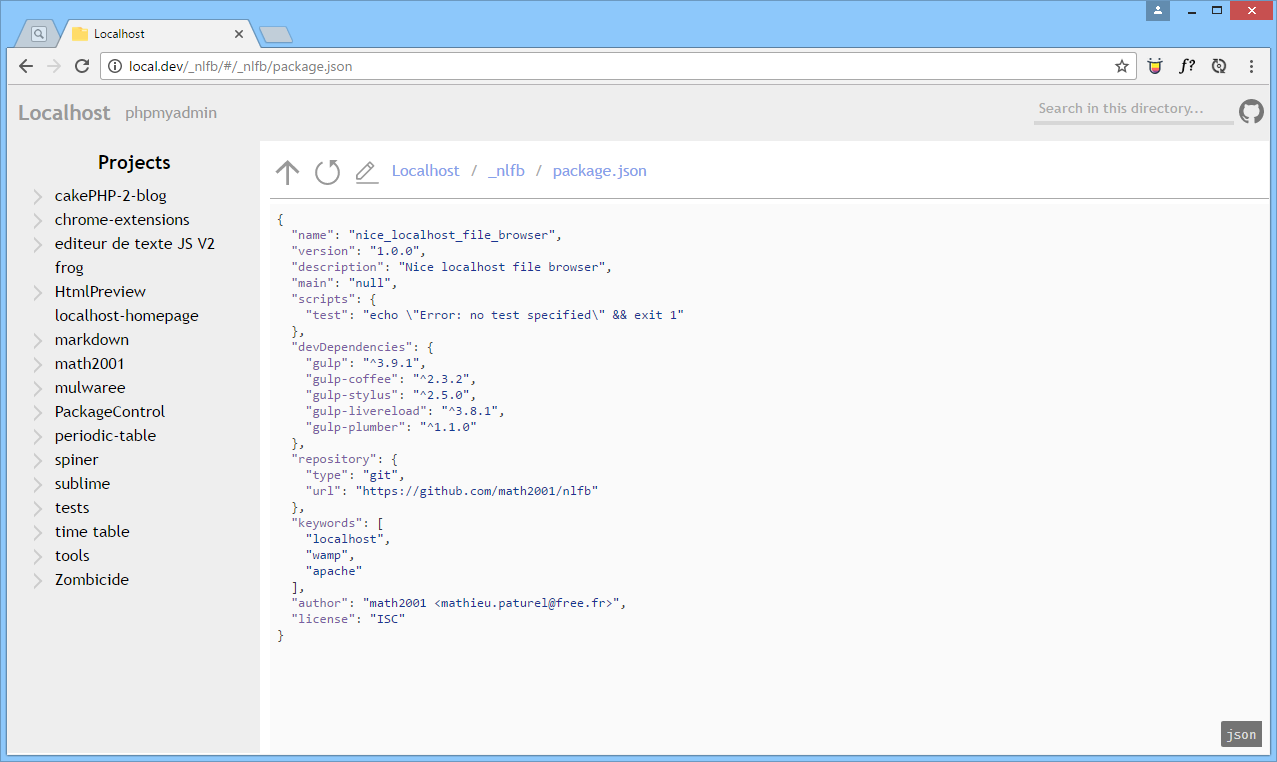 Localhost
local.dev/_nlfb/#/_nlfb/package.json
f?
Localhost phpmyadmin
Search in this directory...
Projects
cakePHP-2-blog
chrome-extensions
editeur de texte JS V2
frog
HtmlPreview
localhost-homepage
markdown
math2001
mulwaree
PackageControl
periodic-table
spiner
sublime
tests
time table
tools
Zombicide
Localhost / _nlfb / package.json
{
  "name": "nice_localhost_file_browser",
  "version": "1.0.0",
  "description": "Nice localhost file browser",
  "main": "null",
  "scripts": {
    "test": "echo \"Error: no test specified\" && exit 1"
  },
  "devDependencies": {
    "gulp": "^3.9.1",
    "gulp-coffee": "^2.3.2",
    "gulp-stylus": "^2.5.0",
    "gulp-livereload": "^3.8.1",
    "gulp-plumber": "^1.1.0"
  },
  "repository": {
    "type": "git",
    "url": "https://github.com/math2001/nlfb"
  },
  "keywords": [
    "localhost",
    "wamp",
    "apache"
  ],
  "author": "math2001 <mathieu.paturel@free.fr>",
  "license": "ISC"
}
json